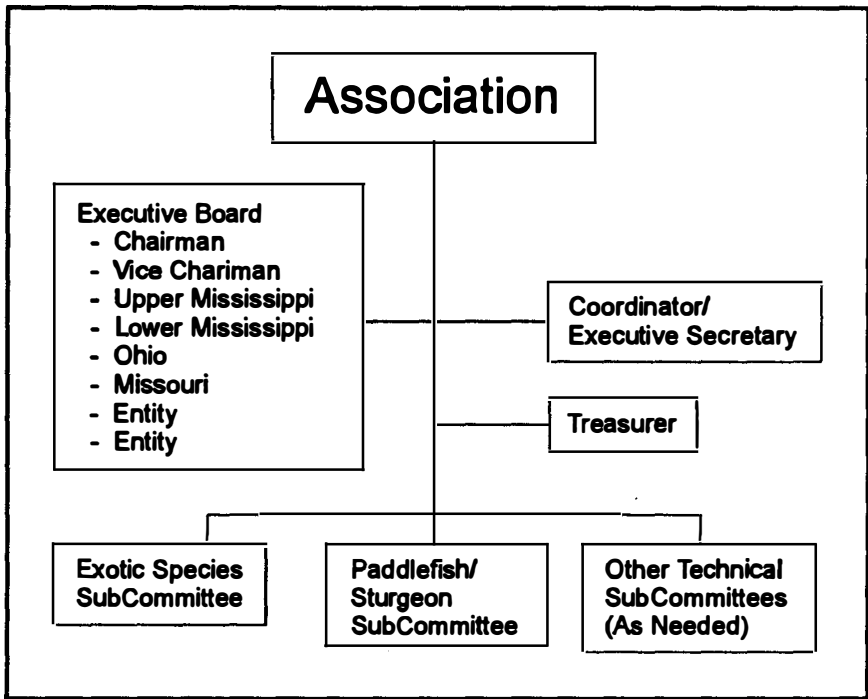 Association
Executive Board
- Chairman
- Vice Chariman
- Upper Mississippi
- Lower Mississippi
- Ohio
- Missouri
- Entity
- Entity
Coordinator/
Executive Secretary
Treasurer
Exotic Species
SubCommittee
Paddlefish/
Sturgeon
SubCommittee
Other Technical
SubCommittees
(As Needed)